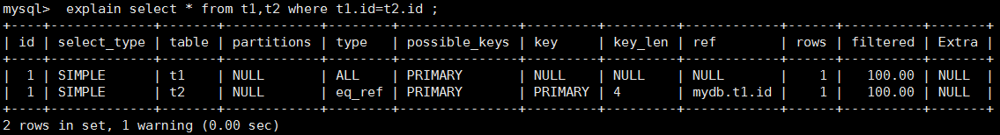 mysql>  explain select * from t1,t2 where t1.id=t2.id ;
+----+-------------+-------+------------+--------+---------------+---------+---------+------------+------+----------+-------+
| id | select_type | table | partitions | type   | possible_keys | key     | key_len | ref        | rows | filtered | Extra |
+----+-------------+-------+------------+--------+---------------+---------+---------+------------+------+----------+-------+
|  1 | SIMPLE      | t1    | NULL       | ALL    | PRIMARY       | NULL    | NULL    | NULL       |    1 |   100.00 | NULL  |
|  1 | SIMPLE      | t2    | NULL       | eq_ref | PRIMARY       | PRIMARY | 4       | mydb.t1.id |    1 |   100.00 | NULL  |
+----+-------------+-------+------------+--------+---------------+---------+---------+------------+------+----------+-------+
2 rows in set, 1 warning (0.00 sec)